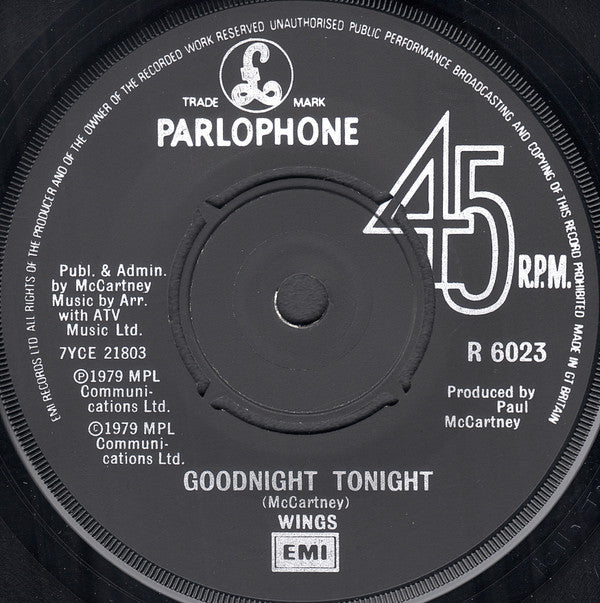 EMI RECORDS LTD ALL RIGHTS OF THE PRODUCER AND OF THE OWNER OF THE RECORDED WORK RESERVED UNAUTHORISED PUBLIC PERFORMANCE BROADCASTING AND COPYING OF THIS RECORD PROHIBITED MADE IN GT BRITAIN
£
TRADE MARK
PARLOPHONE
45
R.P.M.
Publ. & Admin.
by McCartney
Music by Arr.
with ATV
Music Ltd.
7YCE 21803
Ⓟ1979 MPL
Communi-
cations Ltd.
©1979 MPL
Communi-
cations Ltd.
R 6023
Produced by
Paul
McCartney
GOODNIGHT TONIGHT
(McCartney)
WINGS
EMI